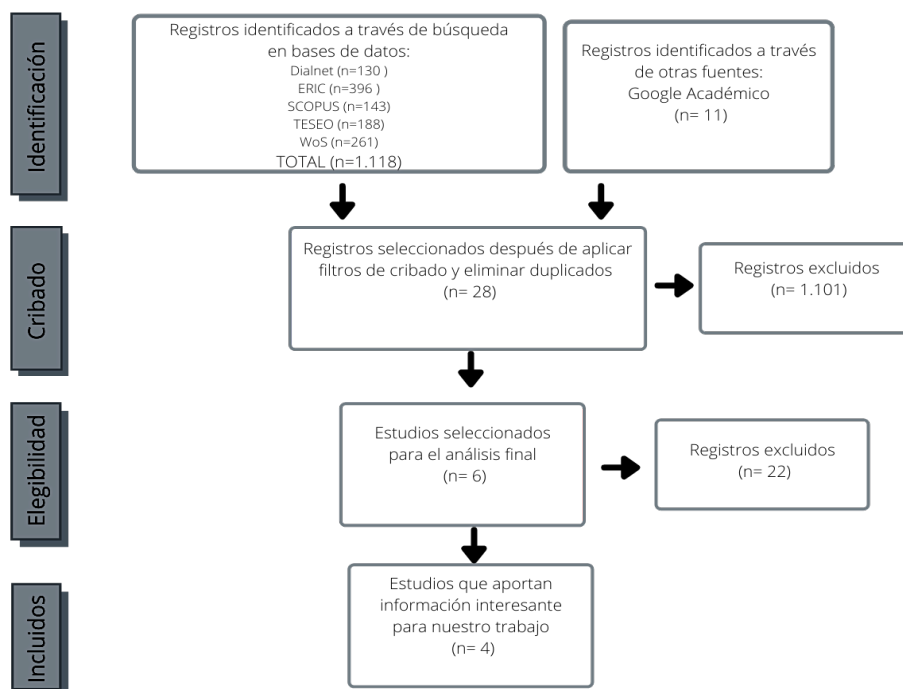 Identificación
Registros identificados a través de búsqueda
en bases de datos:
Dialnet (n=130 )
ERIC (n=396 )
SCOPUS (n=143)
TESEO (n=188)
WoS (n=261)
TOTAL (n=1.118)
Registros identificados a través
de otras fuentes:
Google Académico
(n= 11)
Cribado
Registros seleccionados después de aplicar
filtros de cribado y eliminar duplicados
(n= 28)
Registros excluidos
(n= 1.101)
Elegibilidad
Estudios seleccionados
para el análisis final
(n= 6)
Registros excluidos
(n= 22)
Incluidos
Estudios que aportan
información interesante
para nuestro trabajo
(n= 4)